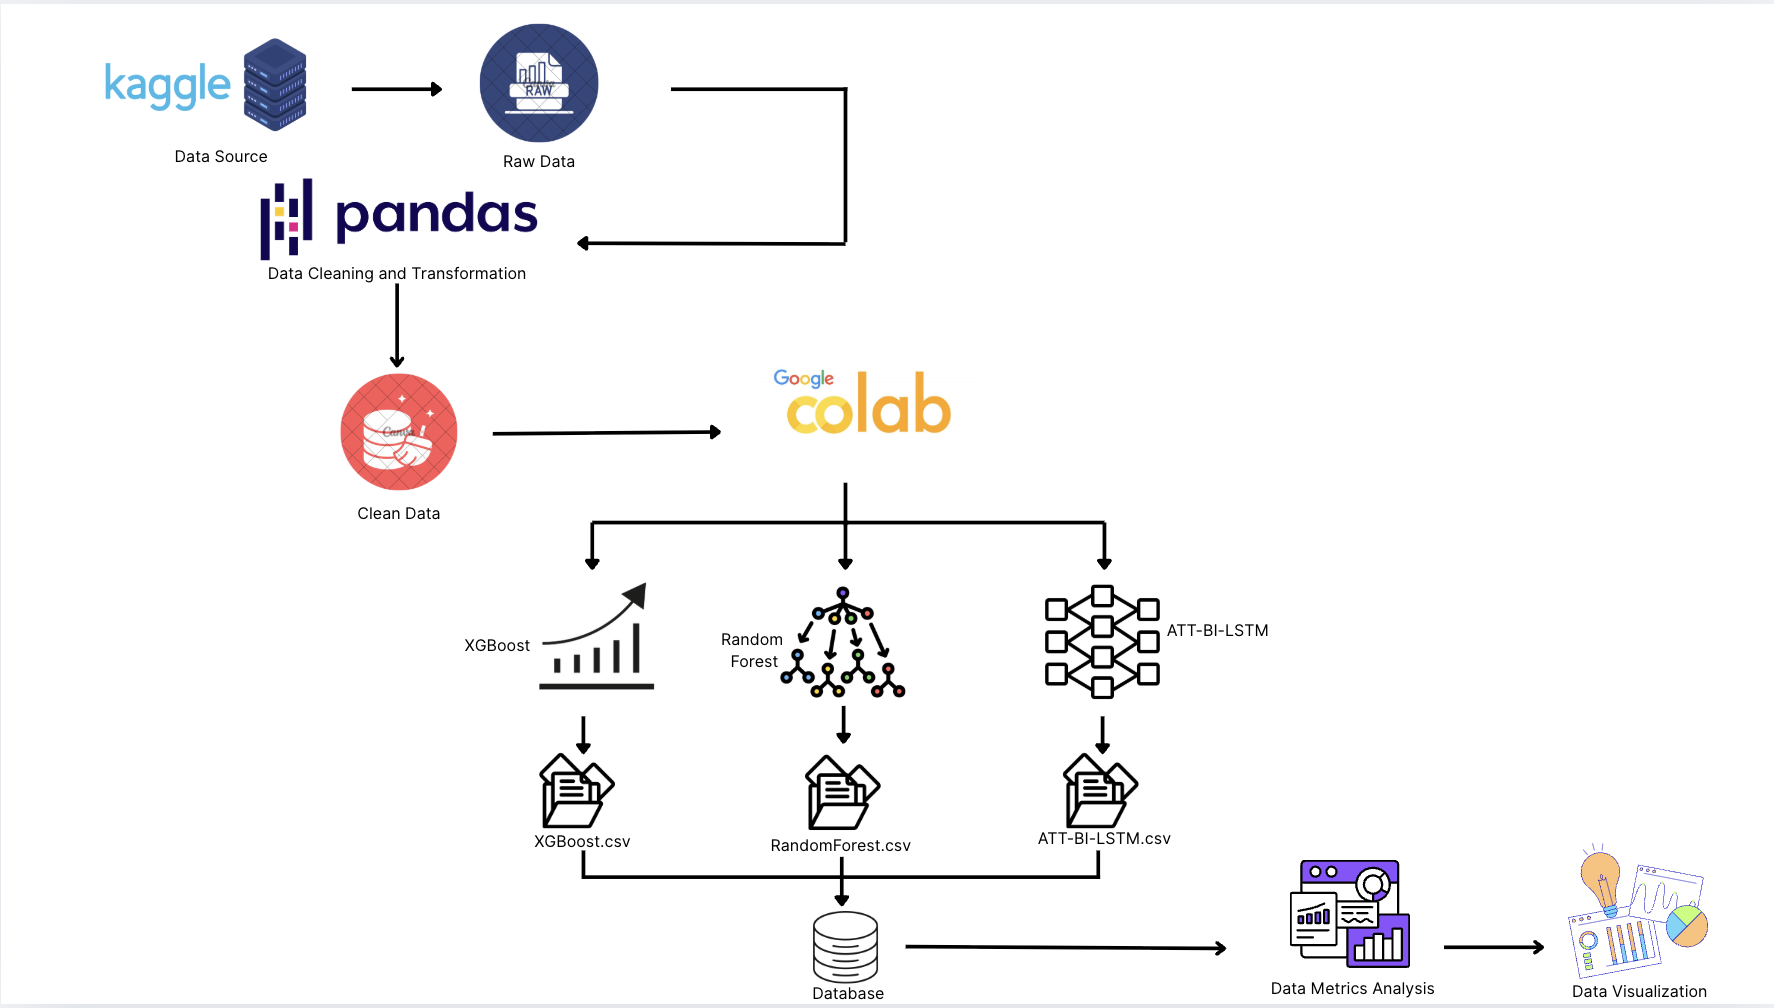 kaggle
RAW
Data Source
Raw Data
pandas
Data Cleaning and Transformation
Google
colab
Canva
Clean Data
XGBoost
Random
Forest
ATT-BI-LSTM
XGBoost.csv
RandomForest.csv
ATT-BI-LSTM.csv
Database
Data Metrics Analysis
Data Visualization